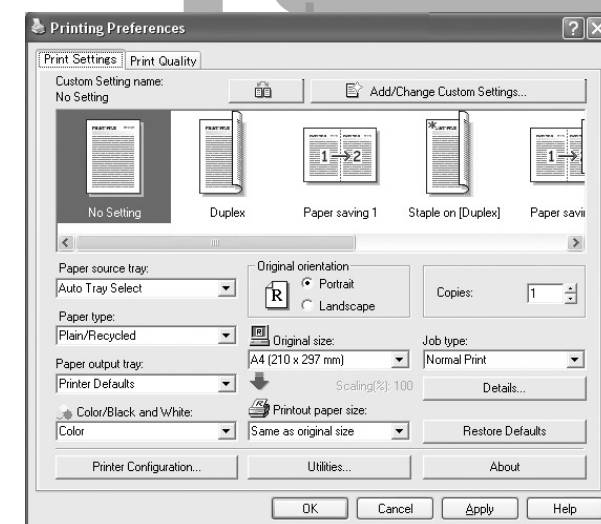 Printing Preferences
Print Settings Print Quality
Custom Setting name:
No Setting
Add/Change Custom Settings...
No Setting Duplex Paper saving 1 Staple on [Duplex] Paper savi
Paper source tray:
Auto Tray Select
Paper type:
Plain/Recycled
Paper output tray:
Printer Defaults
Color/Black and White:
Color
Original orientation
R
Portrait
Landscape
Original size:
A4 (210 x 297 mm)
Scaling(%): 100
Printout paper size:
Same as original size
Copies: 1
Job type:
Normal Print
Details...
Restore Defaults
Printer Configuration... Utilities... About
OK Cancel Apply Help